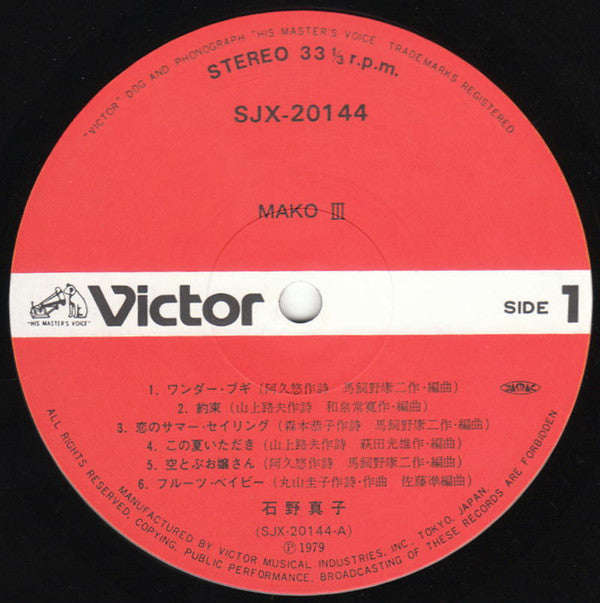 "VICTOR" DOG AND PHONOGRAPH "HIS MASTER'S VOICE" TRADEMARKS REGISTERED
STEREO 33 1/3 r.p.m.
SJX-20144
MAKO Ⅲ
"HIS MASTER'S VOICE"
Victor
SIDE 1
1. ワンダー・ブギ (阿久悠作詩 馬飼野康二作・編曲)
JASRAC
2. 約束 (山上路夫作詩 和泉常寛作・編曲)
3. 恋のサマー・セイリング (森本恭子作詩 馬飼野康二作・編曲)
4. この夏いただき (山上路夫作詩 萩田光雄作・編曲)
5. 空とぶお嬢さん (阿久悠作詩 馬飼野康二作・編曲)
6. フルーツ・ベイビー (丸山圭子作詩・作曲 佐藤準編曲)
石野真子
(SJX-20144-A)
Ⓟ 1979
MANUFACTURED BY VICTOR MUSICAL INDUSTRIES, INC., TOKYO, JAPAN.
ALL RIGHTS RESERVED, COPYING, PUBLIC PERFORMANCE, BROADCASTING OF THESE RECORDS ARE FORBIDDEN